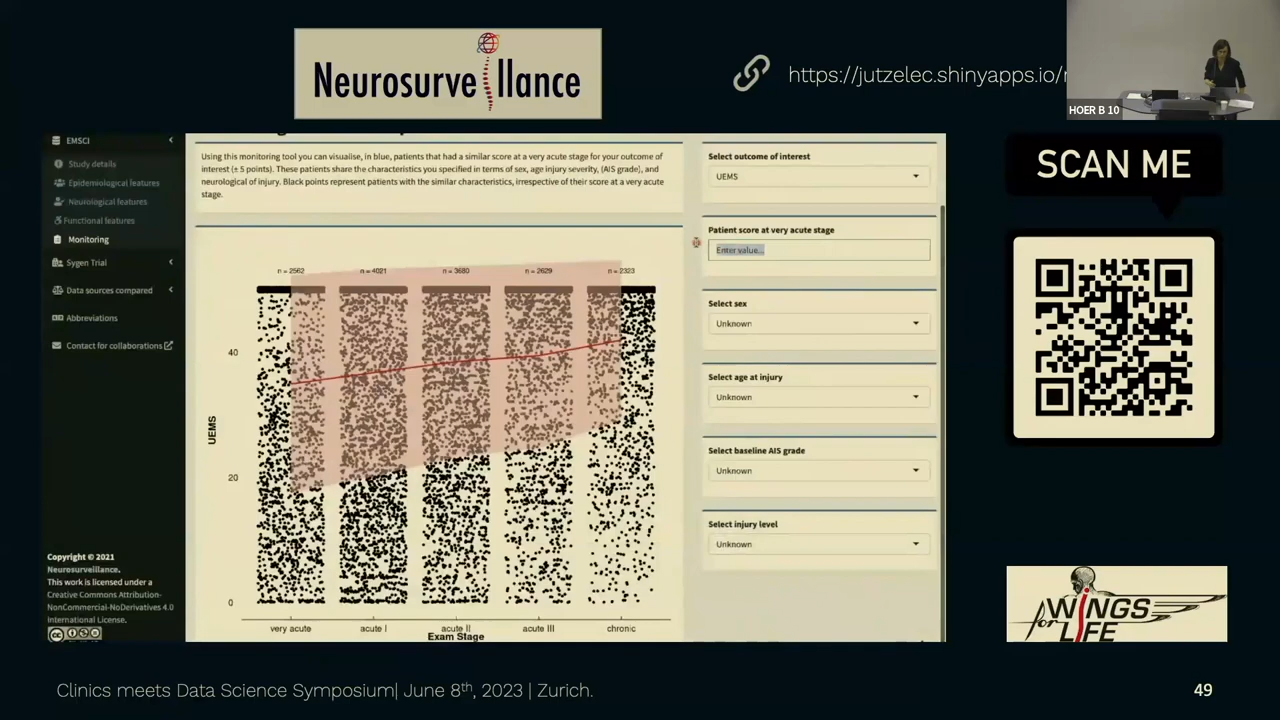 Neurosurveillance
https://jutzelec.shinyapps.io/
HOER B 10
EMSCI
Study details
Epidemiological features
Neurological features
Functional features
Monitoring
Sygen Trial
Data sources compared
Abbreviations
Contact for collaborations
Copyright © 2021
Neurosurveillance.
This work is licensed under a
Creative Commons Attribution-
NonCommercial-NoDerivatives 4.0
International License.
Using this monitoring tool you can visualise, in blue, patients that had a similar score at a very acute stage for your outcome of
interest (± 5 points). These patients share the characteristics you specified in terms of sex, age injury severity, (AIS grade), and
neurological of injury. Black points represent patients with the similar characteristics, irrespective of their score at a very acute
stage.
n = 2562
n = 4021
n = 3680
n = 2629
n = 2323
UEMS
40
20
0
very acute
acute I
acute II
acute III
chronic
Exam Stage
Select outcome of interest
UEMS
Patient score at very acute stage
Enter value...
Select sex
Unknown
Select age at injury
Unknown
Select baseline AIS grade
Unknown
Select injury level
Unknown
SCAN ME
WINGS
for LIFE
Clinics meets Data Science Symposium| June 8th, 2023 | Zurich.
49